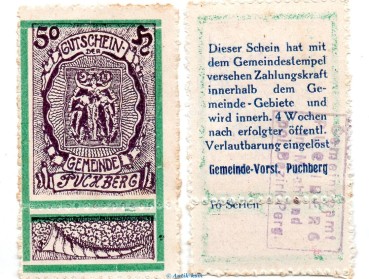 50 H
GUTSCHEIN
DER
GEMEINDE
PUCHBERG
Dieser Schein hat mit
dem Gemeindestempel
versehen Zahlungskraft
innerhalb dem Ge-
meinde-Gebiete und
wird innerh. 4 Wochen
nach erfolgter öffentl.
Verlautbarung eingelöst
Gemeinde-Vorst. Puchberg
10 Serien